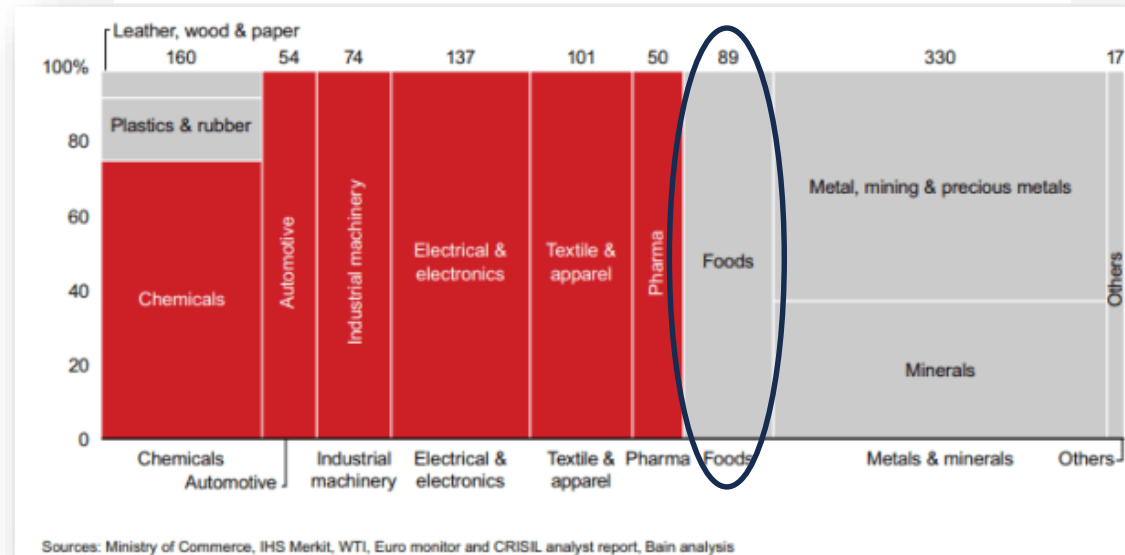 Leather, wood & paper
160 54 74 137 101 50 89 330 17
100%
80
60
40
20
0
Plastics & rubber
Chemicals
Automotive
Industrial machinery
Electrical &
electronics
Textile &
apparel
Pharma
Foods
Metal, mining & precious metals
Minerals
Others
Chemicals
Automotive
Industrial
machinery
Electrical &
electronics
Textile &
apparel
Pharma
Foods
Metals & minerals
Others
Sources: Ministry of Commerce, IHS Merkit, WTI, Euro monitor and CRISIL analyst report, Bain analysis